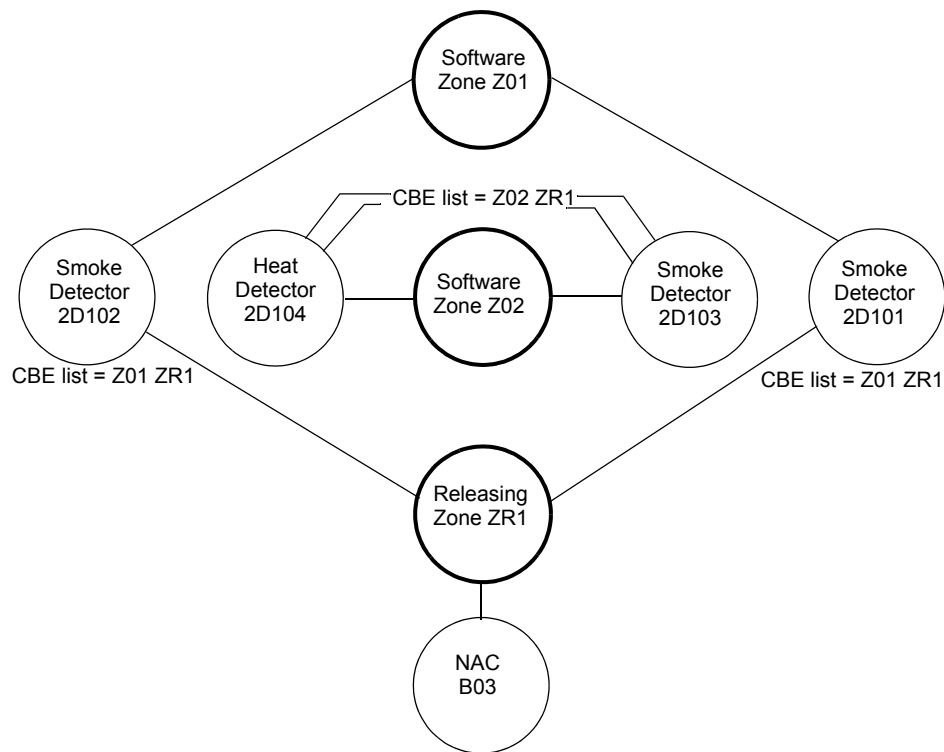 Software
Zone Z01
CBE list = Z02 ZR1
Smoke
Detector
2D102
Heat
Detector
2D104
Software
Zone Z02
Smoke
Detector
2D103
Smoke
Detector
2D101
CBE list = Z01 ZR1
CBE list = Z01 ZR1
Releasing
Zone ZR1
NAC
B03